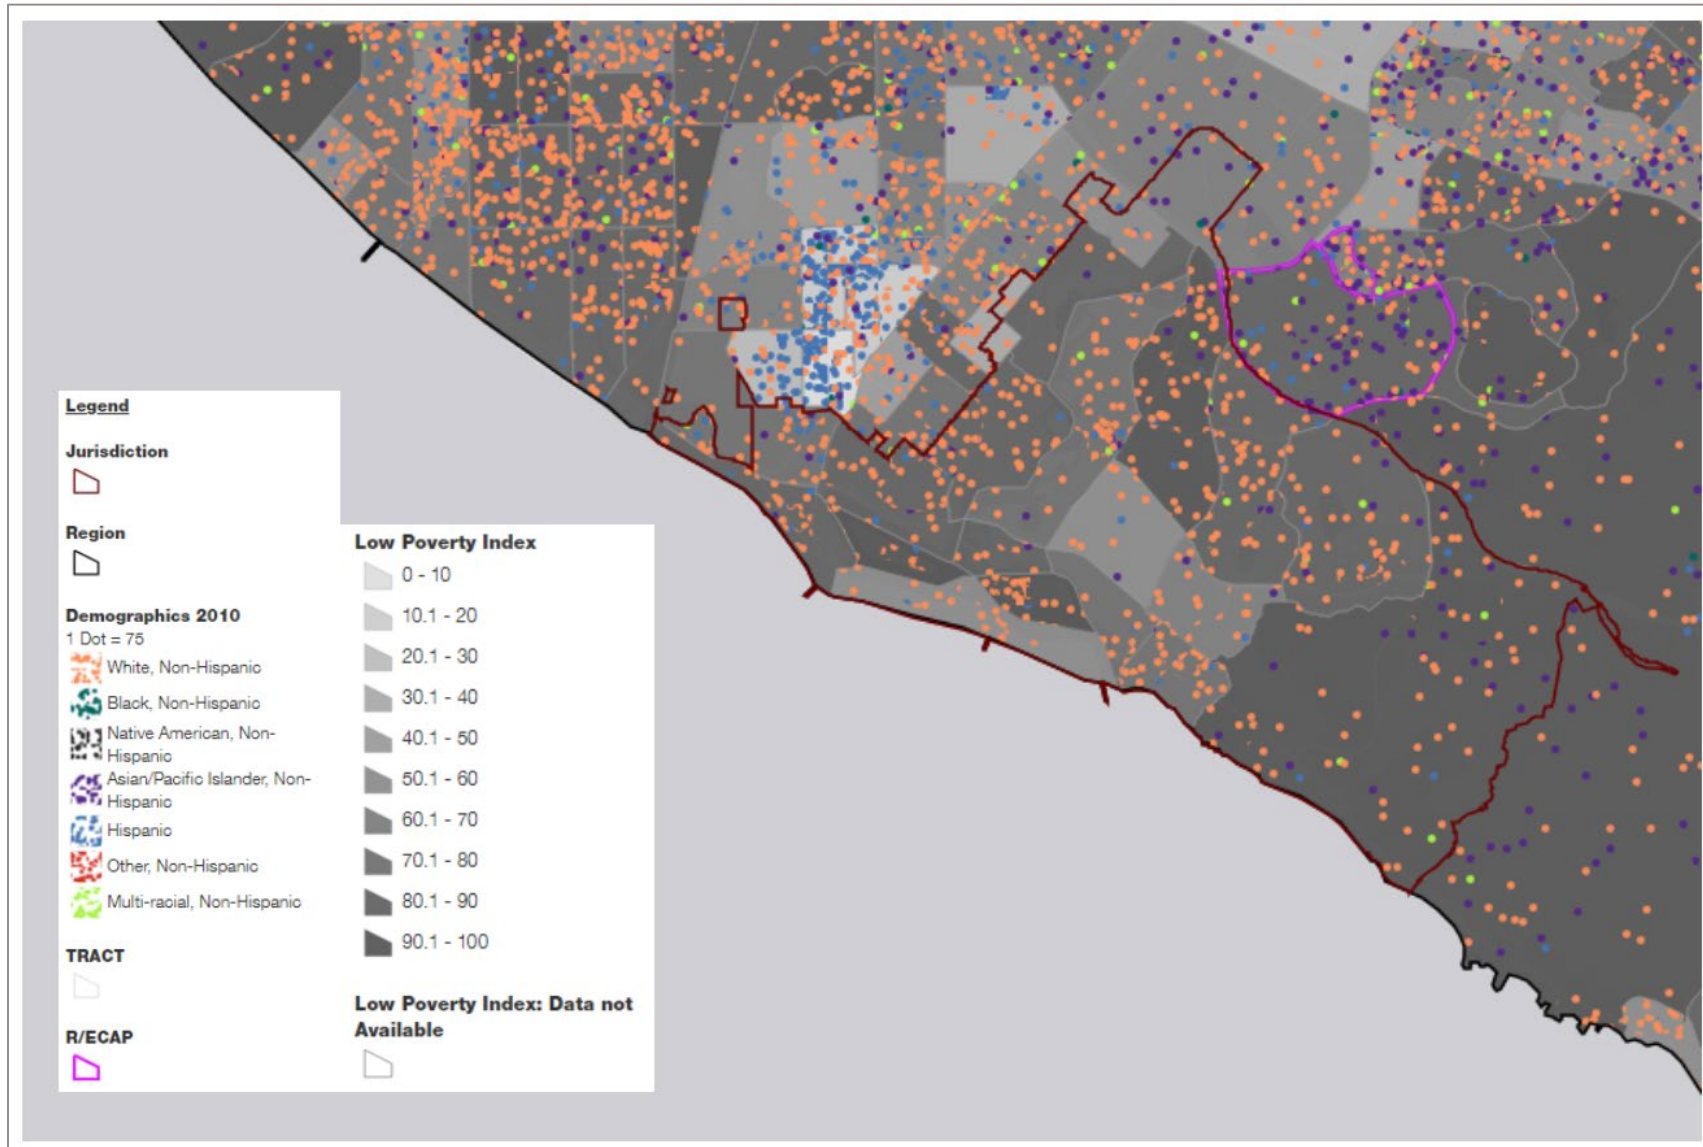 Legend
Jurisdiction
Region
Demographics 2010
1 Dot = 75
White, Non-Hispanic
Black, Non-Hispanic
Native American, Non-
Hispanic
Asian/Pacific Islander, Non-
Hispanic
Hispanic
Other, Non-Hispanic
Multi-racial, Non-Hispanic
TRACT
R/ECAP
Low Poverty Index
0 - 10
10.1 - 20
20.1 - 30
30.1 - 40
40.1 - 50
50.1 - 60
60.1 - 70
70.1 - 80
80.1 - 90
90.1 - 100
Low Poverty Index: Data not
Available